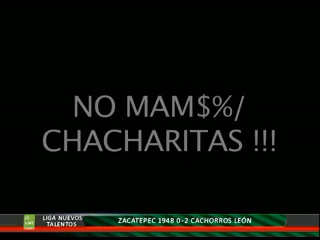 NO MAM$%/
CHACHARITAS !!!
LIGA NUEVOS
TALENTOS
ZACATEPEC 1948 0-2 CACHORROS LEÓN